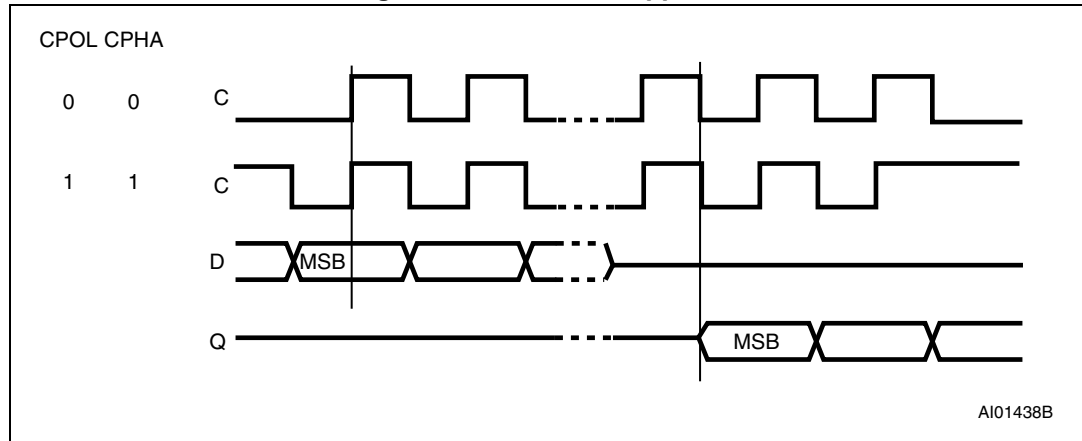 CPOL CPHA
0 0 C
1 1 C
D MSB
Q MSB
AI01438B